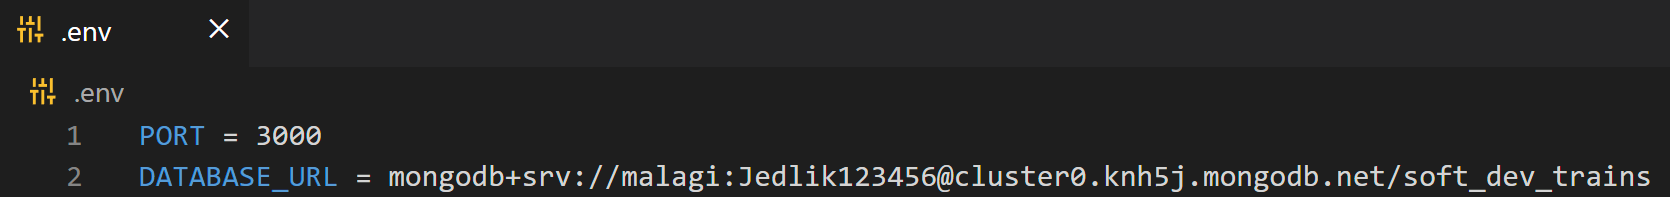 .env
.env
1 PORT = 3000
2 DATABASE_URL = mongodb+srv://malagi:Jedlik123456@cluster0.knh5j.mongodb.net/soft_dev_trains